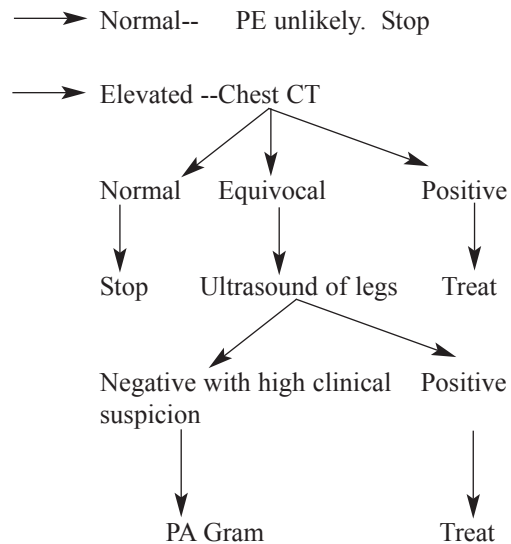 Normal-- PE unlikely. Stop
Elevated --Chest CT
Normal Equivocal Positive
Stop Ultrasound of legs Treat
Negative with high clinical Positive
suspicion
PA Gram Treat